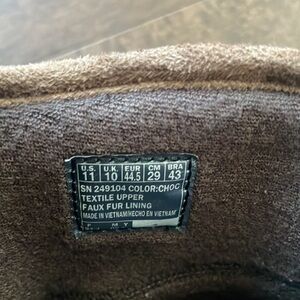 U.S. U.K. EUR CM BRA
11 10 44.5 29 43
SN 249104 COLOR:CHOC
TEXTILE UPPER
FAUX FUR LINING
MADE IN VIETNAM/HECHO EN VIETNAM